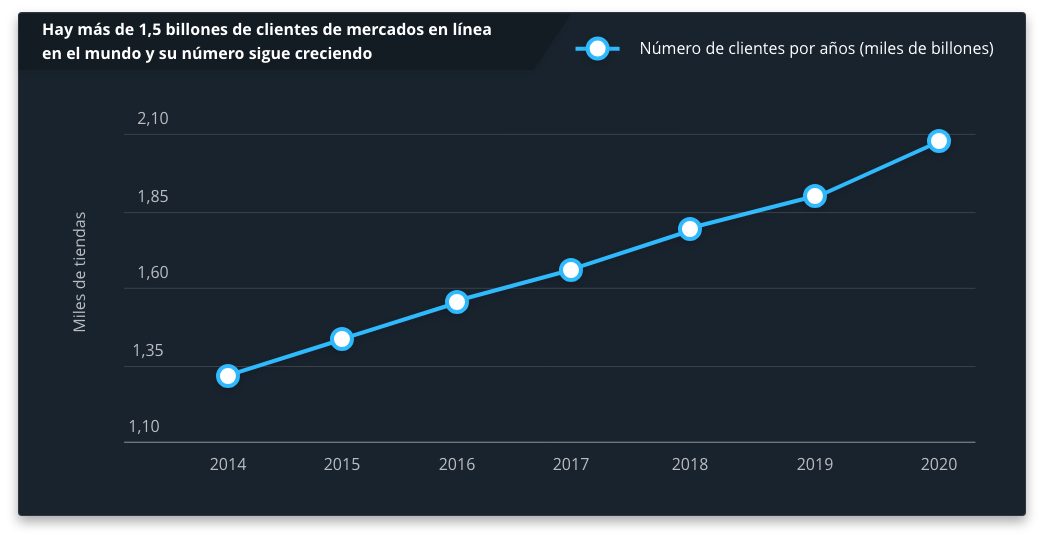 Hay más de 1,5 billones de clientes de mercados en línea
en el mundo y su número sigue creciendo
Número de clientes por años (miles de billones)
2,10
1,85
1,60
1,35
1,10
Miles de tiendas
2014 2015 2016 2017 2018 2019 2020